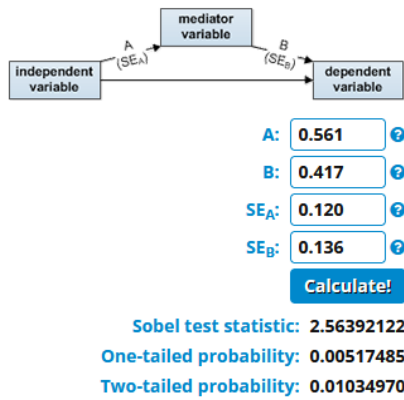 mediator
variable
A
(SEA)
B
(SEB)
independent
variable
dependent
variable
A: 0.561 ?
B: 0.417 ?
SEA: 0.120 ?
SEB: 0.136 ?
Calculate!
Sobel test statistic: 2.56392122
One-tailed probability: 0.00517485
Two-tailed probability: 0.01034970